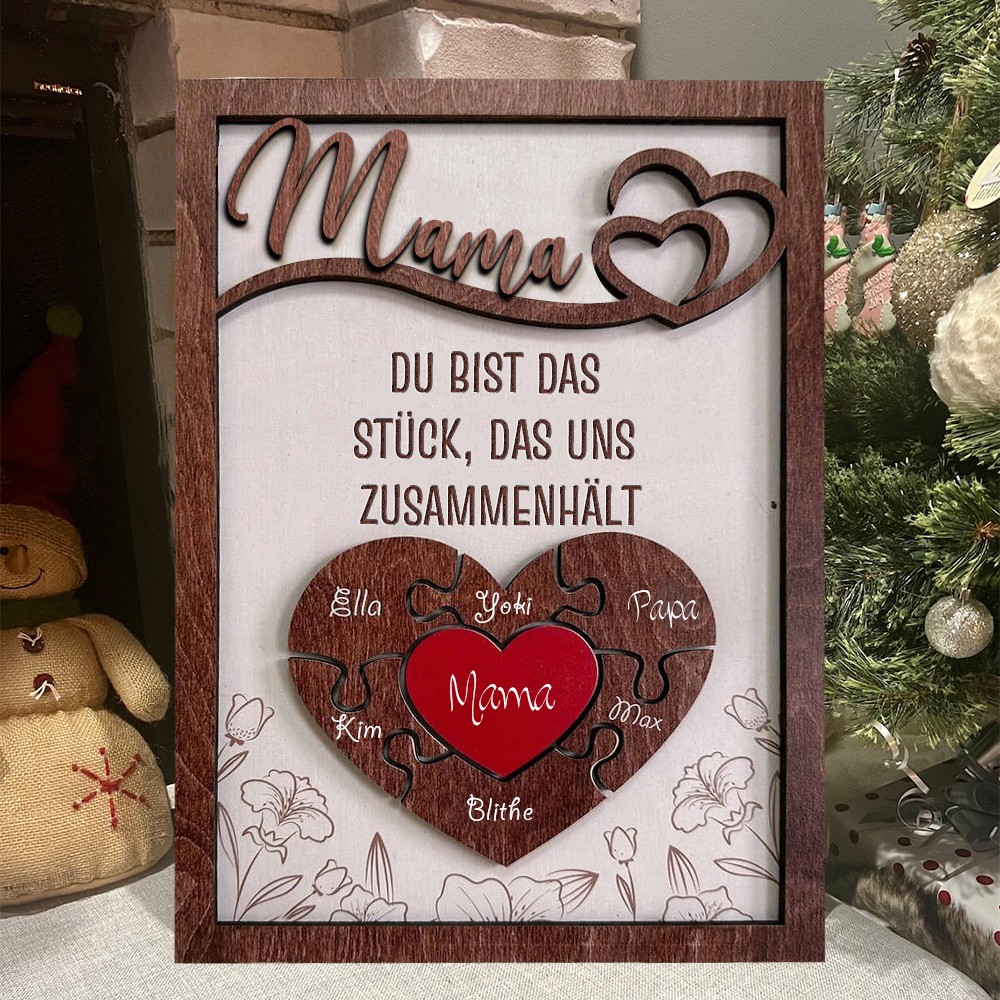 Mama
DU BIST DAS
STÜCK, DAS UNS
ZUSAMMENHÄLT
Ella
Yoki
Papa
Mama
Kim
Max
Blithe